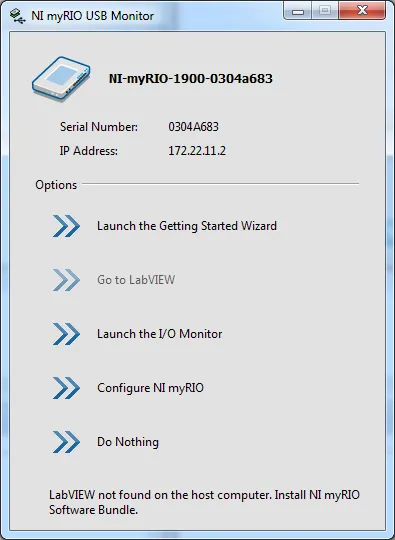 NI myRIO USB Monitor
NI-myRIO-1900-0304a683
Serial Number: 0304A683
IP Address: 172.22.11.2
Options
Launch the Getting Started Wizard
Go to LabVIEW
Launch the I/O Monitor
Configure NI myRIO
Do Nothing
LabVIEW not found on the host computer. Install NI myRIO
Software Bundle.